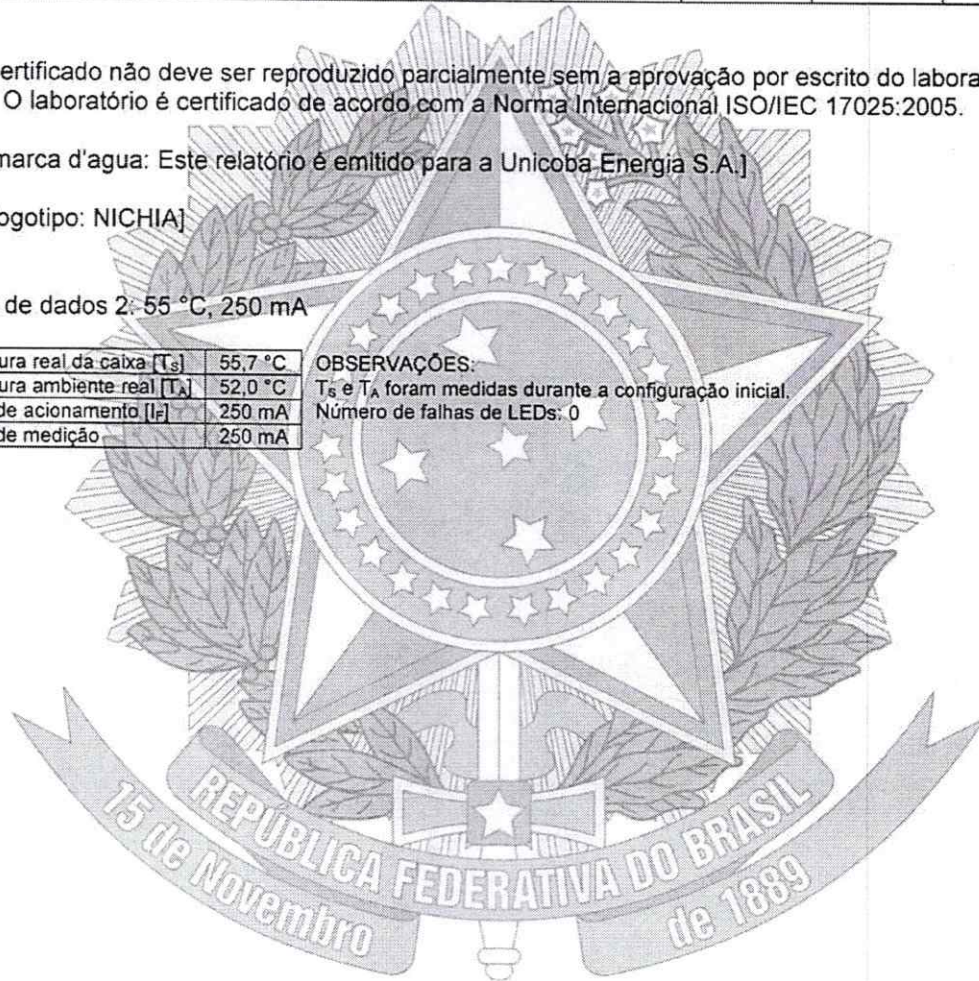 ertificado não deve ser reproduzido parcialmente sem a aprovação por escrito do labora
O laboratório é certificado de acordo com a Norma Internacional ISO/IEC 17025:2005.
marca d'agua: Este relatório é emitido para a Unicoba Energia S.A.]
ogotipo: NICHIA]
de dados 2: 55 °C, 250 mA
ura real da caixa [Ts] 55,7 °C
ura ambiente real [TA] 52,0 °C
de acionamento [IF] 250 mA
de medição 250 mA
OBSERVAÇÕES:
Ts e TA foram medidas durante a configuração inicial.
Número de falhas de LEDs: 0
REPÚBLICA FEDERATIVA DO BRASIL
15 de Novembro de 1889